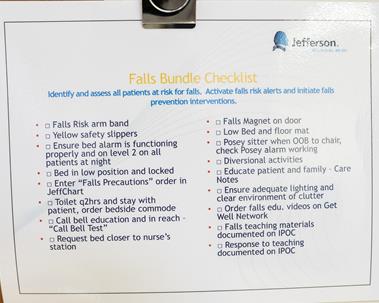 Jefferson.
Falls Bundle Checklist
Identify and assess all patients at risk for falls. Activate falls risk alerts and initiate falls
prevention interventions.
• □ Falls Risk arm band
• □ Yellow safety slippers
• □ Ensure bed alarm is functioning
properly and on level 2 on all
patients at night
• □ Bed in low position and locked
• □ Enter "Falls Precautions" order in
JeffChart
• □ Toilet q2hrs and stay with
patient, order bedside commode
• □ Call bell education and in reach -
"Call Bell Test"
• □ Request bed closer to nurse's
station
• □ Falls Magnet on door
• □ Low Bed and floor mat
• □ Posey sitter when OOB to chair,
check Posey alarm working
• □ Diversional activities
• □ Educate patient and family - Care
Notes
• □ Ensure adequate lighting and
clear environment of clutter
• □ Order falls edu. videos on Get
Well Network
• □ Falls teaching materials
documented on IPOC
• □ Response to teaching
documented on IPOC